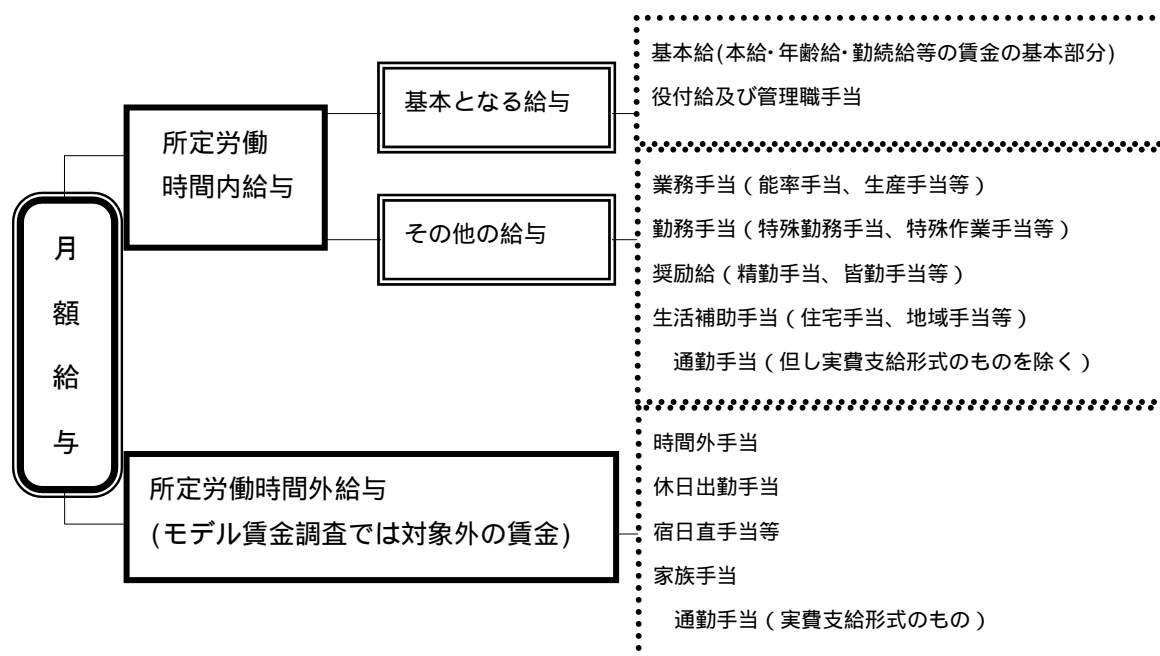 月
額
給
与
所定労働
時間内給与
基本となる給与
基本給(本給・年齢給・勤続給等の賃金の基本部分)
役付給及び管理職手当
その他の給与
業務手当(能率手当、生産手当等)
勤務手当(特殊勤務手当、特殊作業手当等)
奨励給(精勤手当、皆勤手当等)
生活補助手当(住宅手当、地域手当等)
通勤手当(但し実費支給形式のものを除く)
所定労働時間外給与
(モデル賃金調査では対象外の賃金)
時間外手当
休日出勤手当
宿日直手当等
家族手当
通勤手当(実費支給形式のもの)